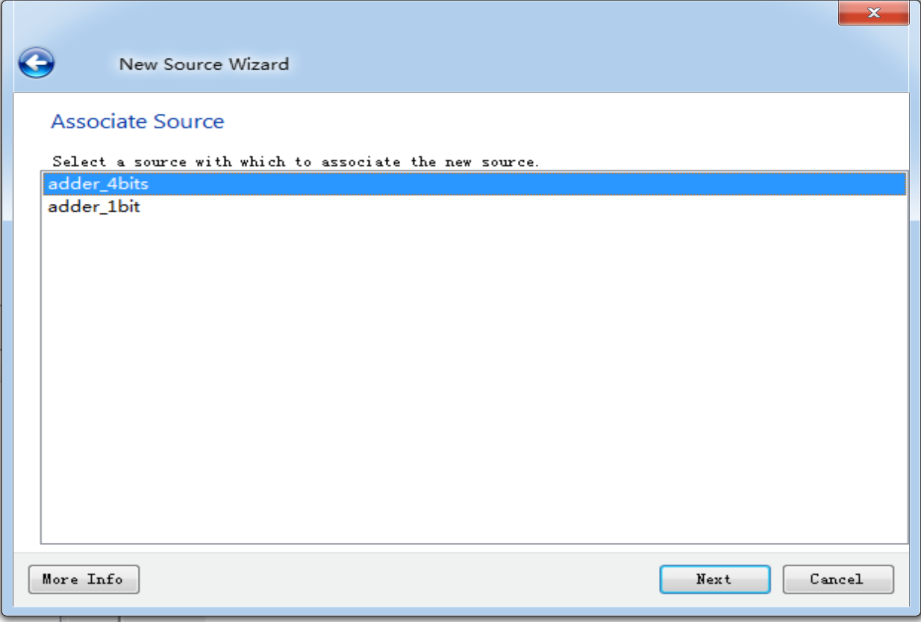 New Source Wizard
Associate Source
Select a source with which to associate the new source.
adder_4bits
adder_1bit
More Info
Next
Cancel